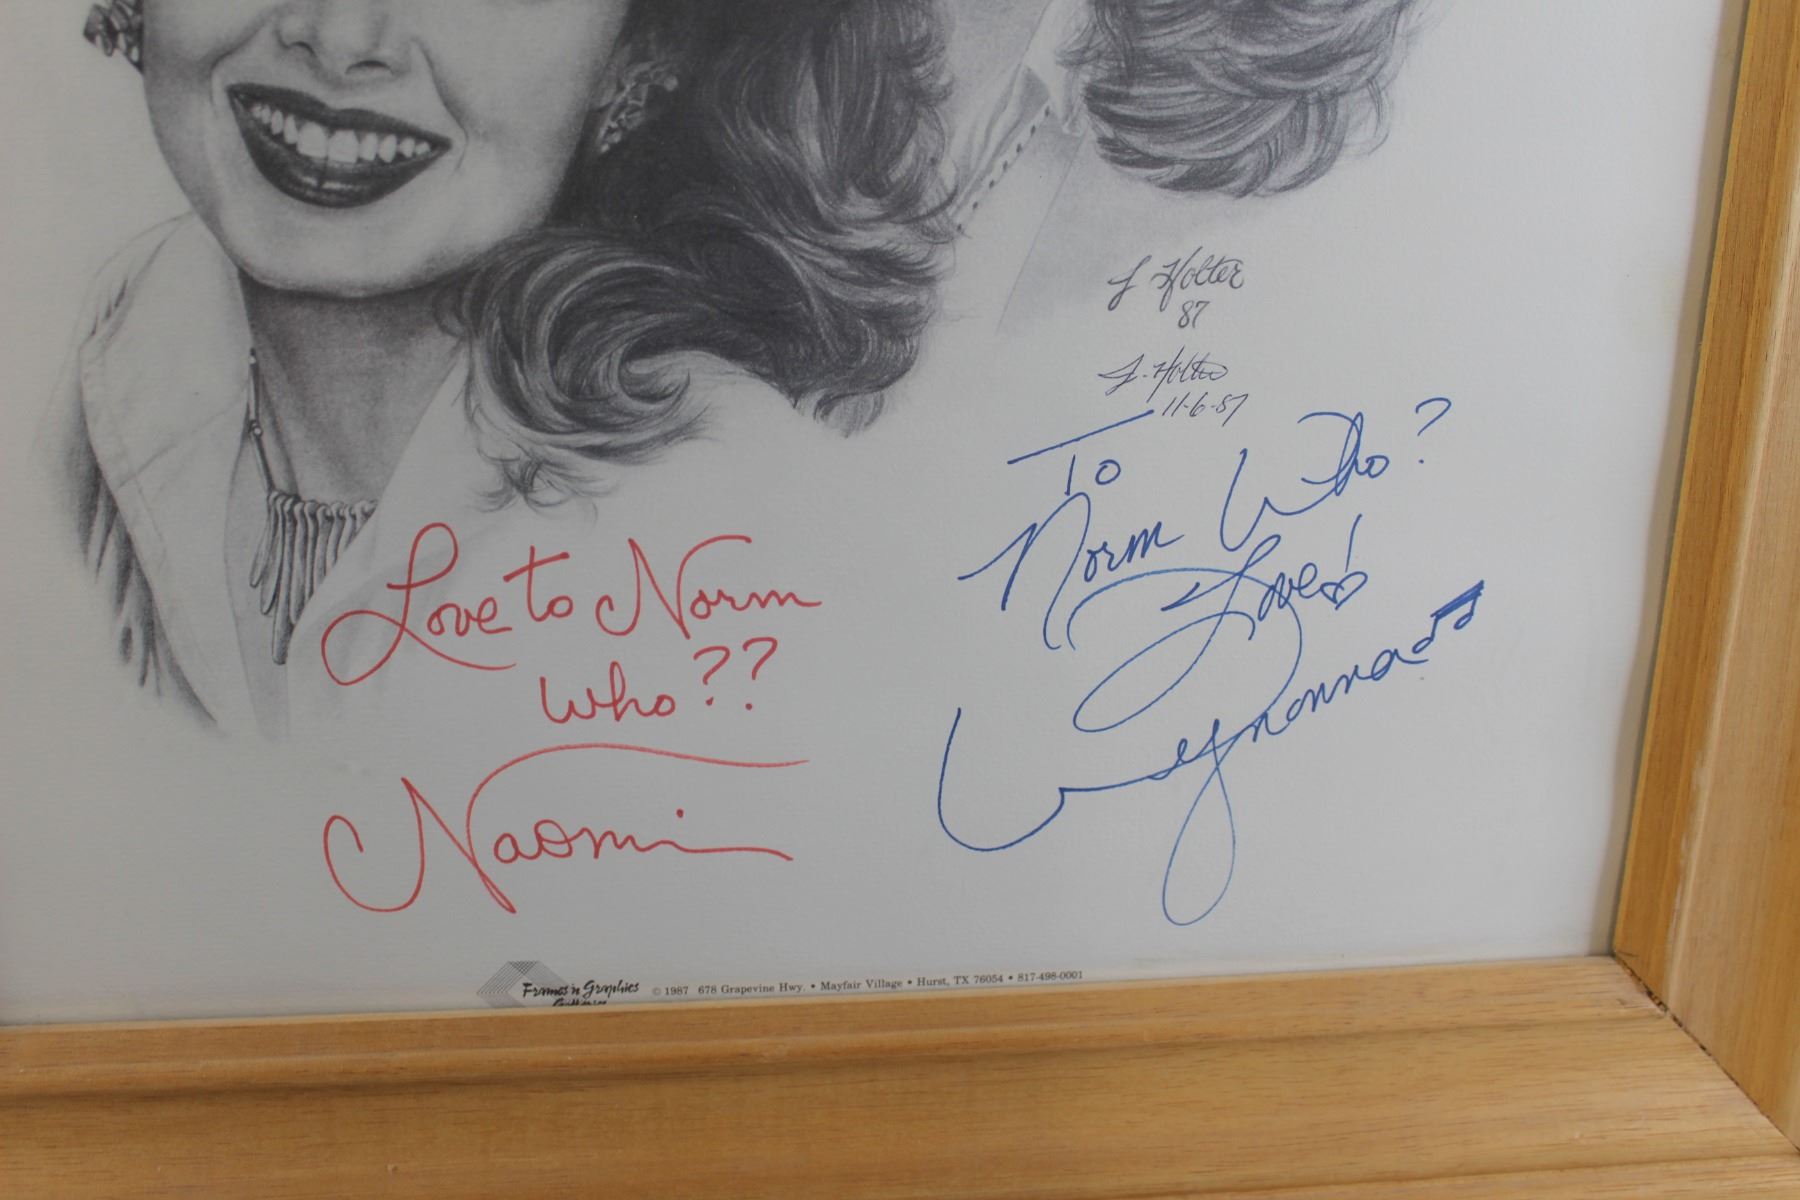 L Holter
87
L. Holter
11-6-87
To
Norm Who?
Love!
Wynonna
Love to Norm
who??
Naomi
Frames 'n Graphics
© 1987 678 Grapevine Hwy. • Mayfair Village • Hurst, TX 76054 • 817-498-0001